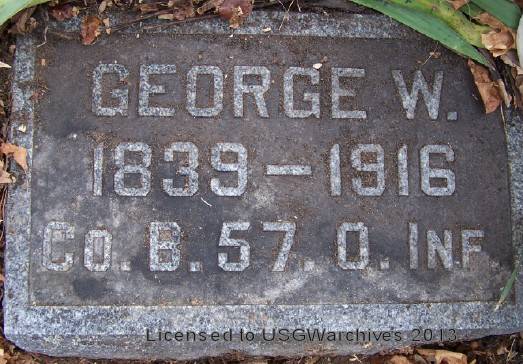 GEORGE W.
1839 – 1916
Co. B. 57. O. INF
Licensed to USGWarchives 2013